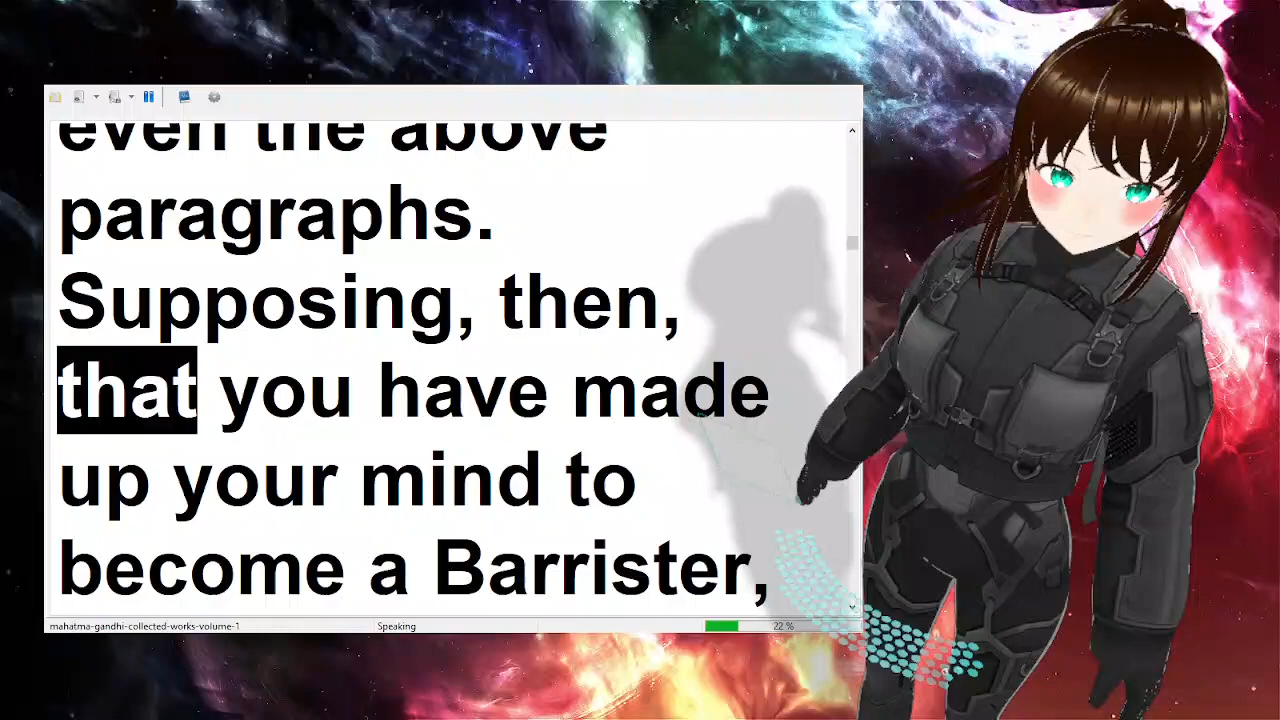 even the above
paragraphs.
Supposing, then,
that you have made
up your mind to
become a Barrister,
mahatma-gandhi-collected-works-volume-1
Speaking
22 %